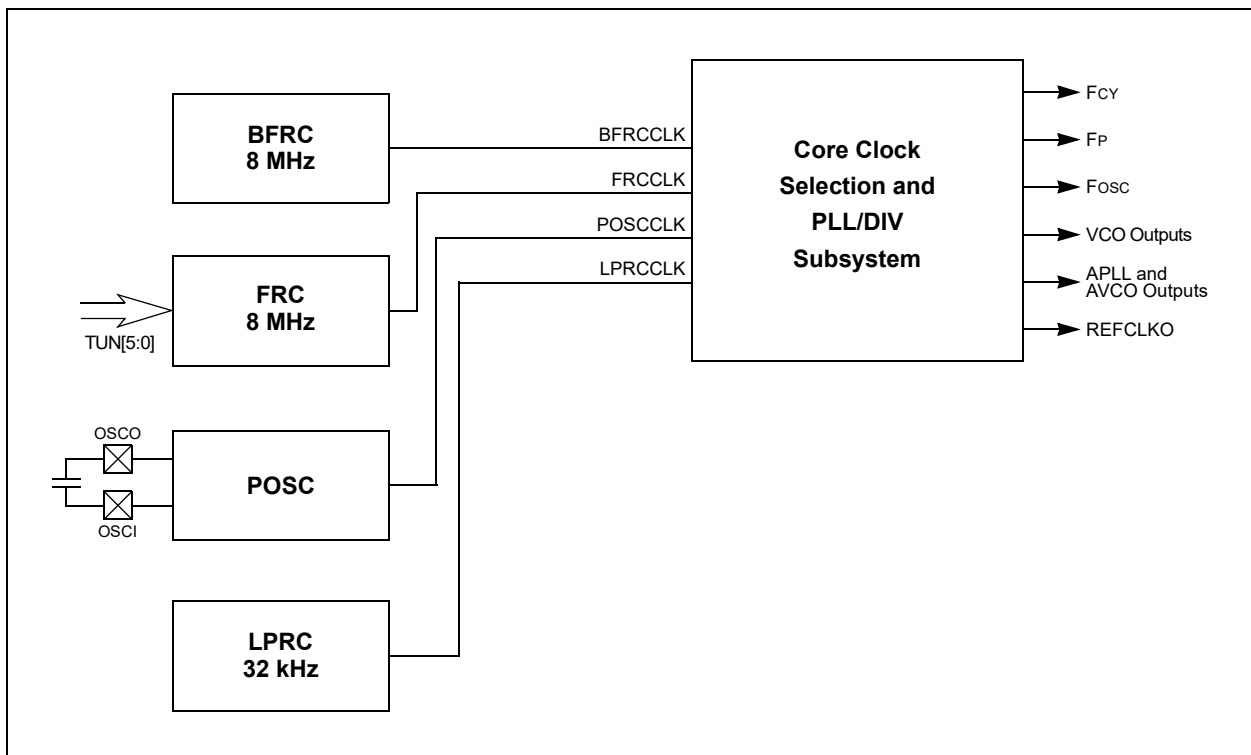 BFRC
8 MHz
BFRCCLK
FRCCLK
POSCCLK
LPRCCLK
Core Clock
Selection and
PLL/DIV
Subsystem
FCY
FP
FOSC
VCO Outputs
APLL and
AVCO Outputs
REFCLKO
TUN[5:0]
FRC
8 MHz
OSCO
OSCI
POSC
LPRC
32 kHz